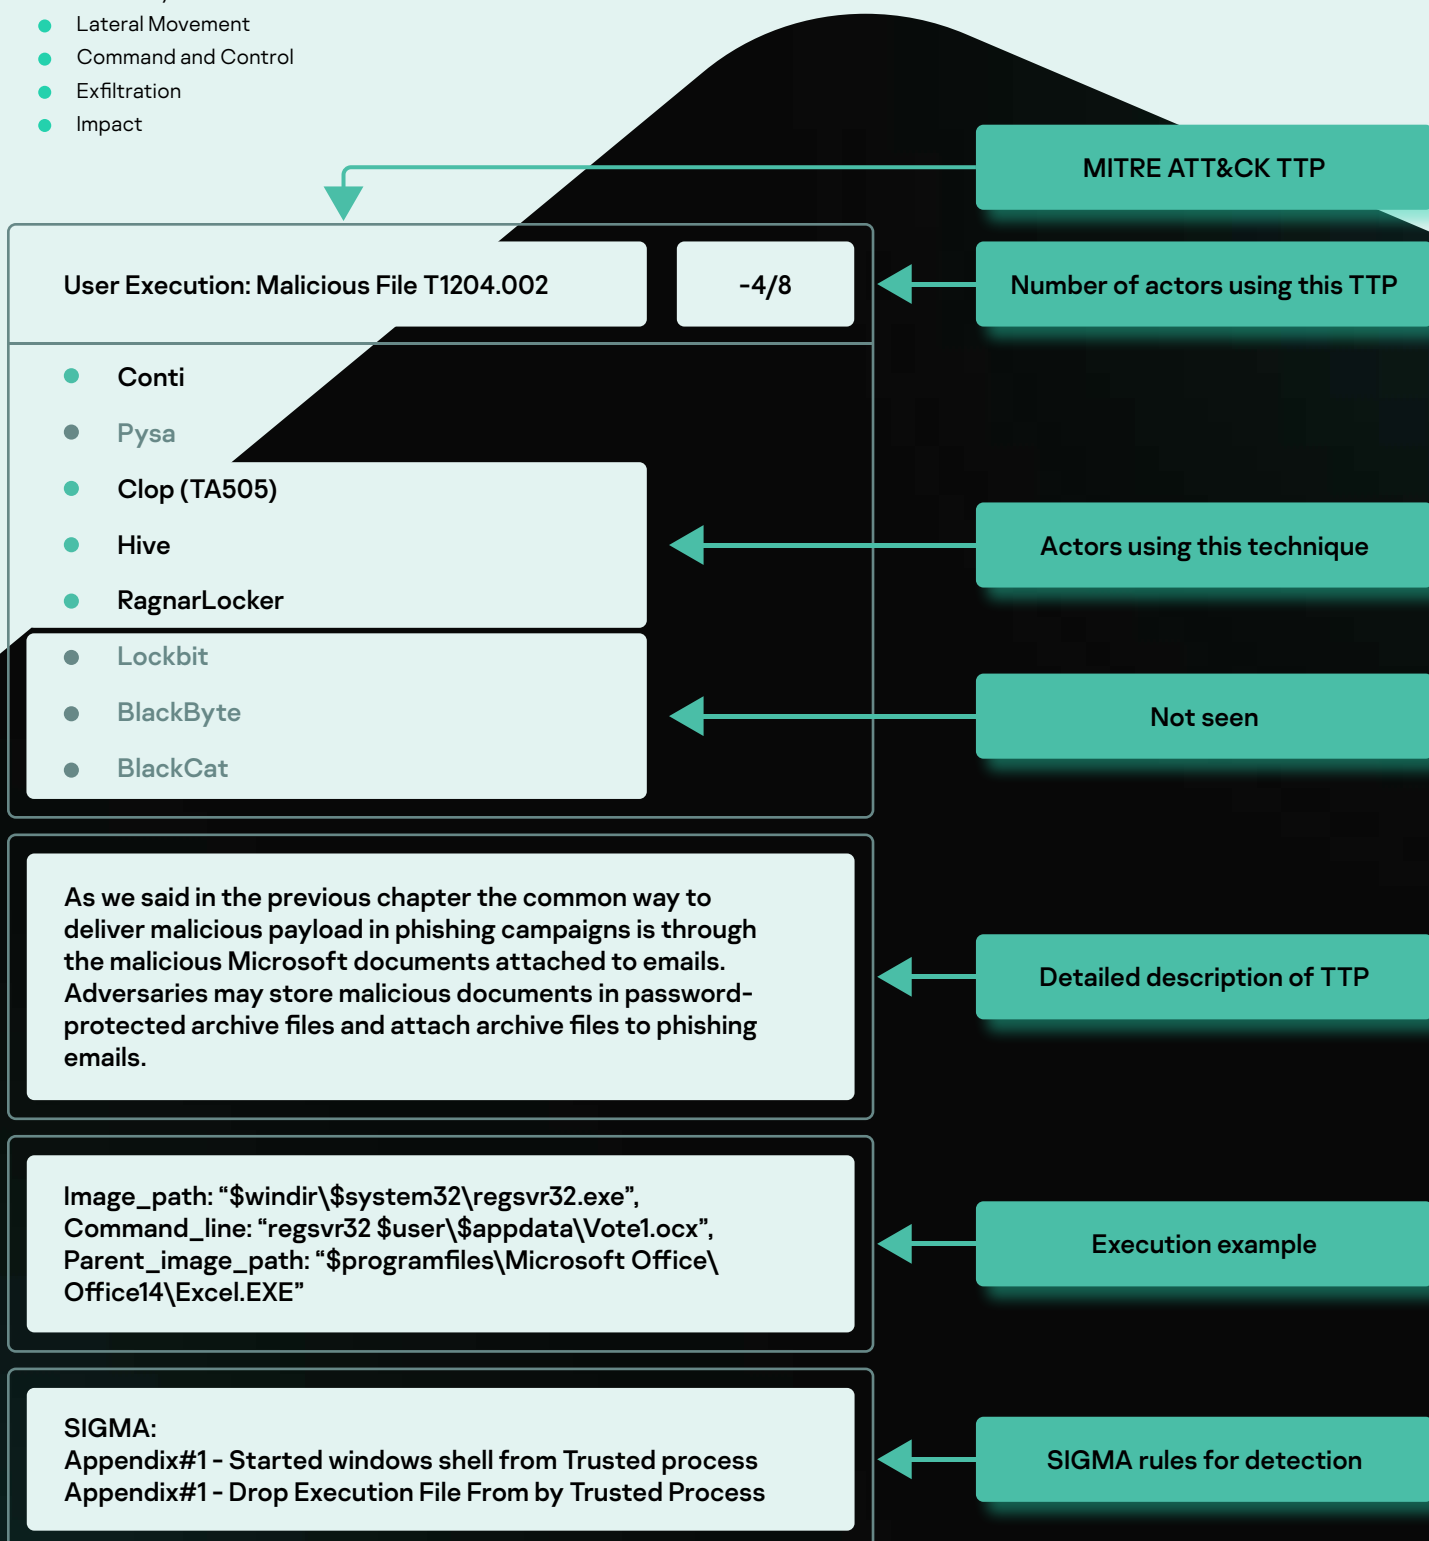 Lateral Movement
Command and Control
Exfiltration
Impact
MITRE ATT&CK TTP
User Execution: Malicious File T1204.002
-4/8
Number of actors using this TTP
Conti
Pysa
Clop (TA505)
Hive
RagnarLocker
Actors using this technique
Lockbit
BlackByte
BlackCat
Not seen
As we said in the previous chapter the common way to
deliver malicious payload in phishing campaigns is through
the malicious Microsoft documents attached to emails.
Adversaries may store malicious documents in password-
protected archive files and attach archive files to phishing
emails.
Detailed description of TTP
Image_path: “$windir\$system32\regsvr32.exe”,
Command_line: “regsvr32 $user\$appdata\Vote1.ocx”,
Parent_image_path: “$programfiles\Microsoft Office\
Office14\Excel.EXE”
Execution example
SIGMA:
Appendix#1 - Started windows shell from Trusted process
Appendix#1 - Drop Execution File From by Trusted Process
SIGMA rules for detection